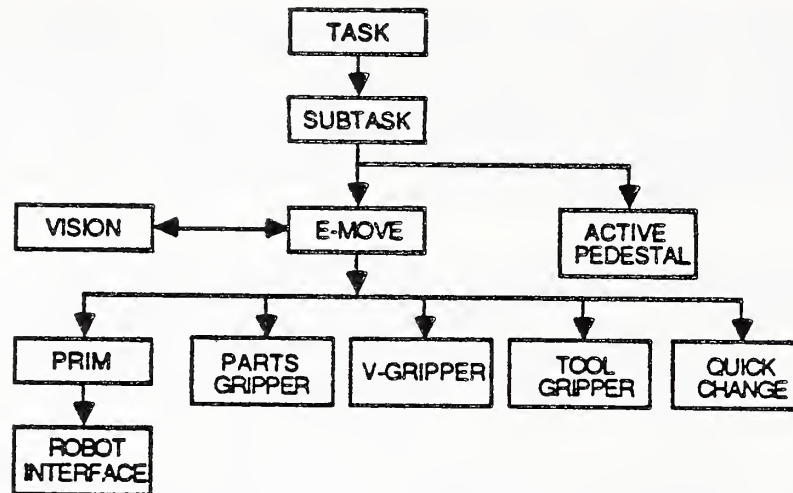 TASK
SUBTASK
VISION
E-MOVE
ACTIVE
PEDESTAL
PRIM
PARTS
GRIPPER
V-GRIPPER
TOOL
GRIPPER
QUICK
CHANGE
ROBOT
INTERFACE